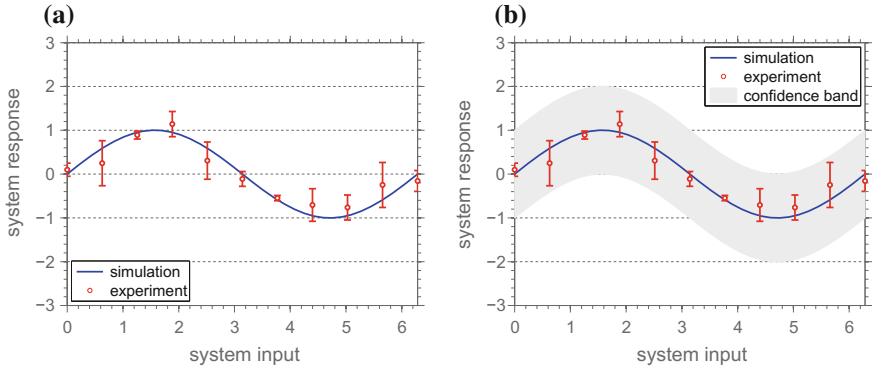 (a)
3
2
1
0
−1
−2
−3
system response
simulation
experiment
0 1 2 3 4 5 6
system input
(b)
3
2
1
0
−1
−2
−3
system response
simulation
experiment
confidence band
0 1 2 3 4 5 6
system input